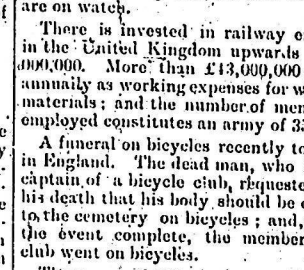 are on watch.
There is invested in railway
in the United Kingdom upwards
000,000. More than £13,000,000
annually as working expenses for
materials; and the number of
employed constitutes an army of
A funeral on bicycles recently
in England. The dead man, who
captain of a bicycle club,
his death that his body should be
to the cemetery on bicycles; and,
the event complete, the
club went on bicycles.